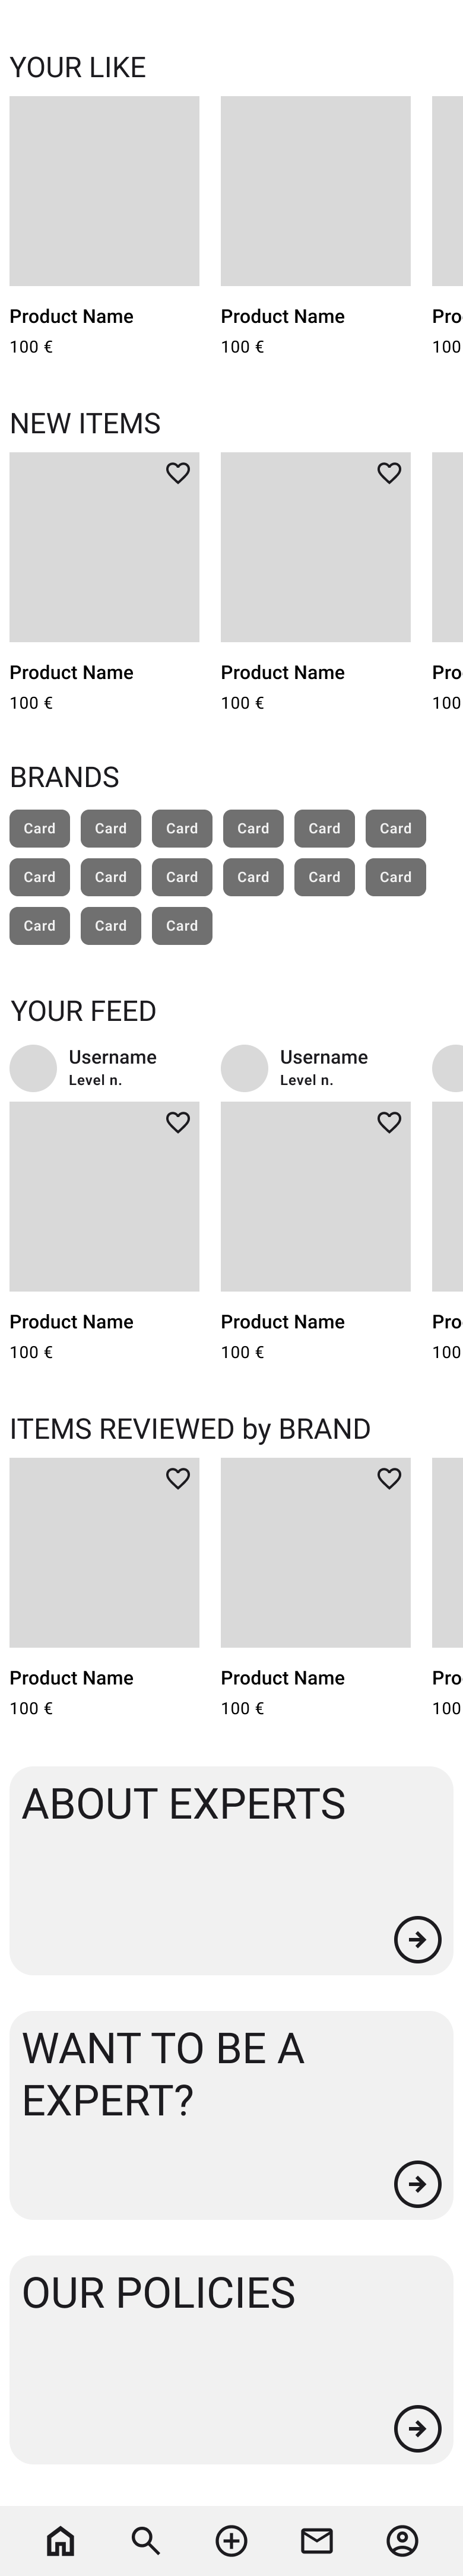 YOUR LIKE
Product Name Product Name Pro
100 € 100 € 100
NEW ITEMS
Product Name Product Name Pro
100 € 100 € 100
BRANDS
Card Card Card Card Card Card
Card Card Card Card Card Card
Card Card Card
YOUR FEED
Username Username
Level n. Level n.
Product Name Product Name Pro
100 € 100 € 100
ITEMS REVIEWED by BRAND
Product Name Product Name Pro
100 € 100 € 100
ABOUT EXPERTS
WANT TO BE A
EXPERT?
OUR POLICIES